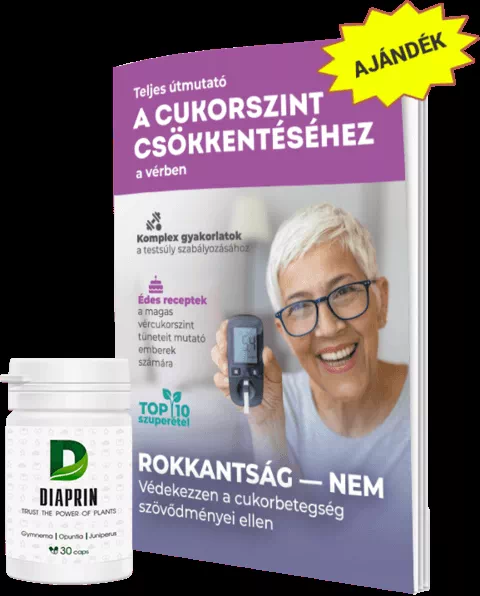 AJÁNDÉK
Teljes útmutató
A CUKORSZINT
CSÖKKENTÉSÉHEZ
a vérben
Komplex gyakorlatok
a testsúly szabályozásához
Édes receptek
a magas
vércukorszint
tüneteit mutató
emberek
számára
TOP 10
szuperétel
ROKKANTSÁG — NEM
Védekezzen a cukorbetegség
szövődményei ellen
DIAPRIN
TRUST THE POWER OF PLANTS
Gymnema | Opuntia | Juniperus
30 caps